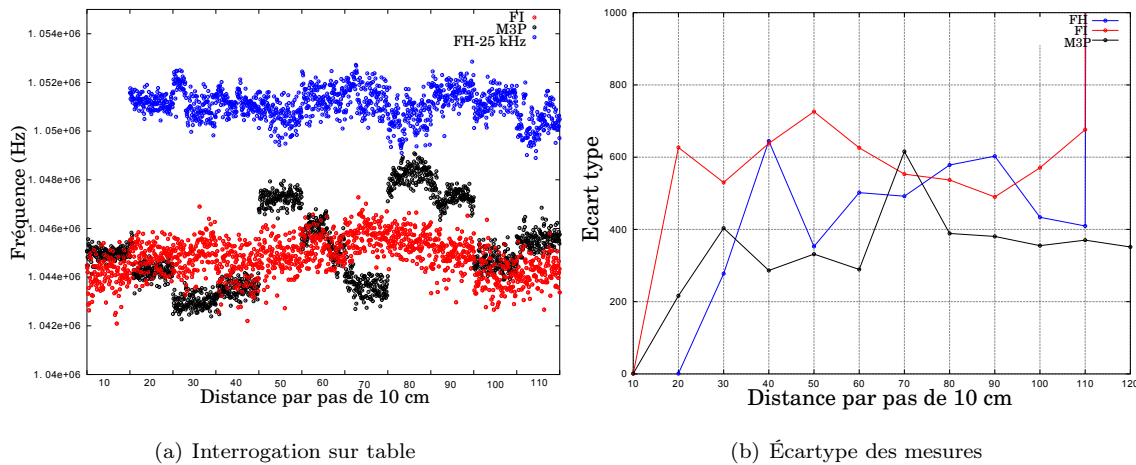 FI
M3P
FH-25 kHz
1. 054e+06
1. 052e+06
1. 05e+06
1. 048e+06
1. 046e+06
1. 044e+06
1. 042e+06
1. 04e+06
Fréquence (Hz)
10 20 30 40 50 60 70 80 90 100 110
Distance par pas de 10 cm
(a) Interrogation sur table
FH
FI
M3P
1000
800
600
400
200
0
Ecart type
10 20 30 40 50 60 70 80 90 100 110 120
Distance par pas de 10 cm
(b) Écartype des mesures